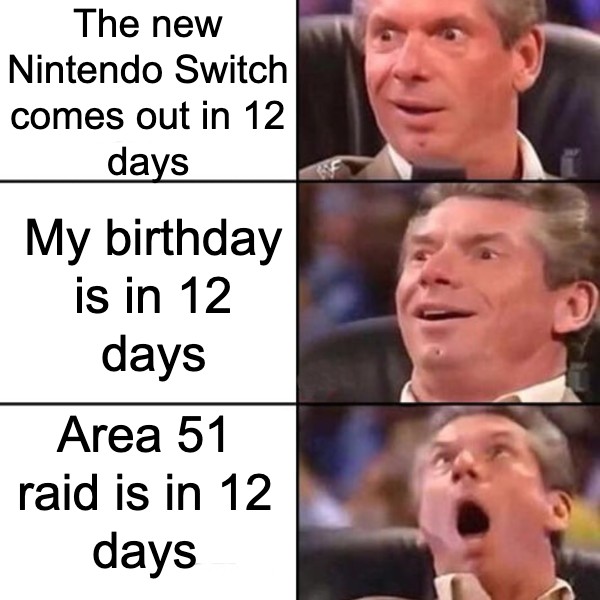 The new
Nintendo Switch
comes out in 12
days
My birthday
is in 12
days
Area 51
raid is in 12
days